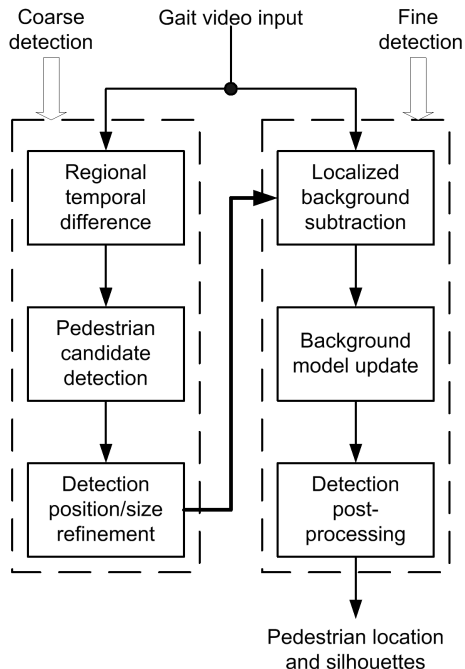 Coarse
detection
Gait video input
Fine
detection
Regional
temporal
difference
Pedestrian
candidate
detection
Detection
position/size
refinement
Localized
background
subtraction
Background
model update
Detection
post-
processing
Pedestrian location
and silhouettes